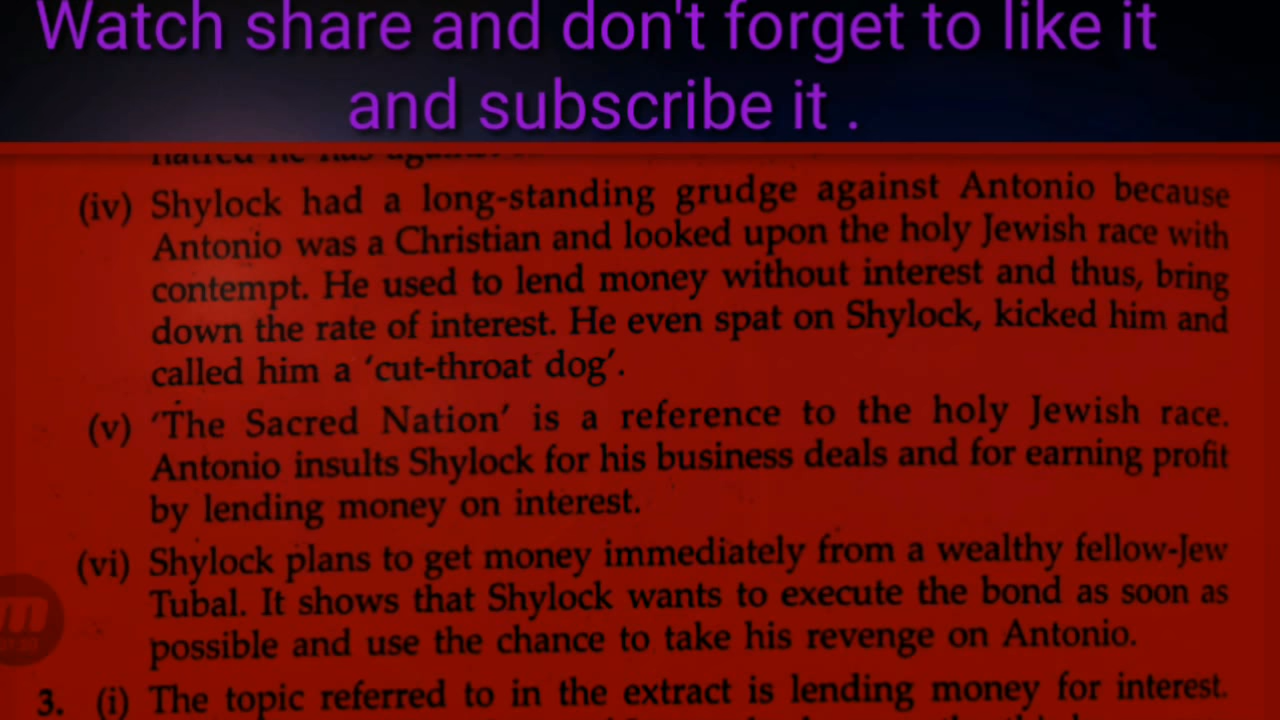 Watch share and don't forget to like it
and subscribe it .
(iv) Shylock had a long-standing grudge against Antonio because
Antonio was a Christian and looked upon the holy Jewish race with
contempt. He used to lend money without interest and thus, bring
down the rate of interest. He even spat on Shylock, kicked him and
called him a ‘cut-throat dog’.
(v) ‘The Sacred Nation’ is a reference to the holy Jewish race.
Antonio insults Shylock for his business deals and for earning profit
by lending money on interest.
(vi) Shylock plans to get money immediately from a wealthy fellow-Jew
Tubal. It shows that Shylock wants to execute the bond as soon as
possible and use the chance to take his revenge on Antonio.
3. (i) The topic referred to in the extract is lending money for interest.